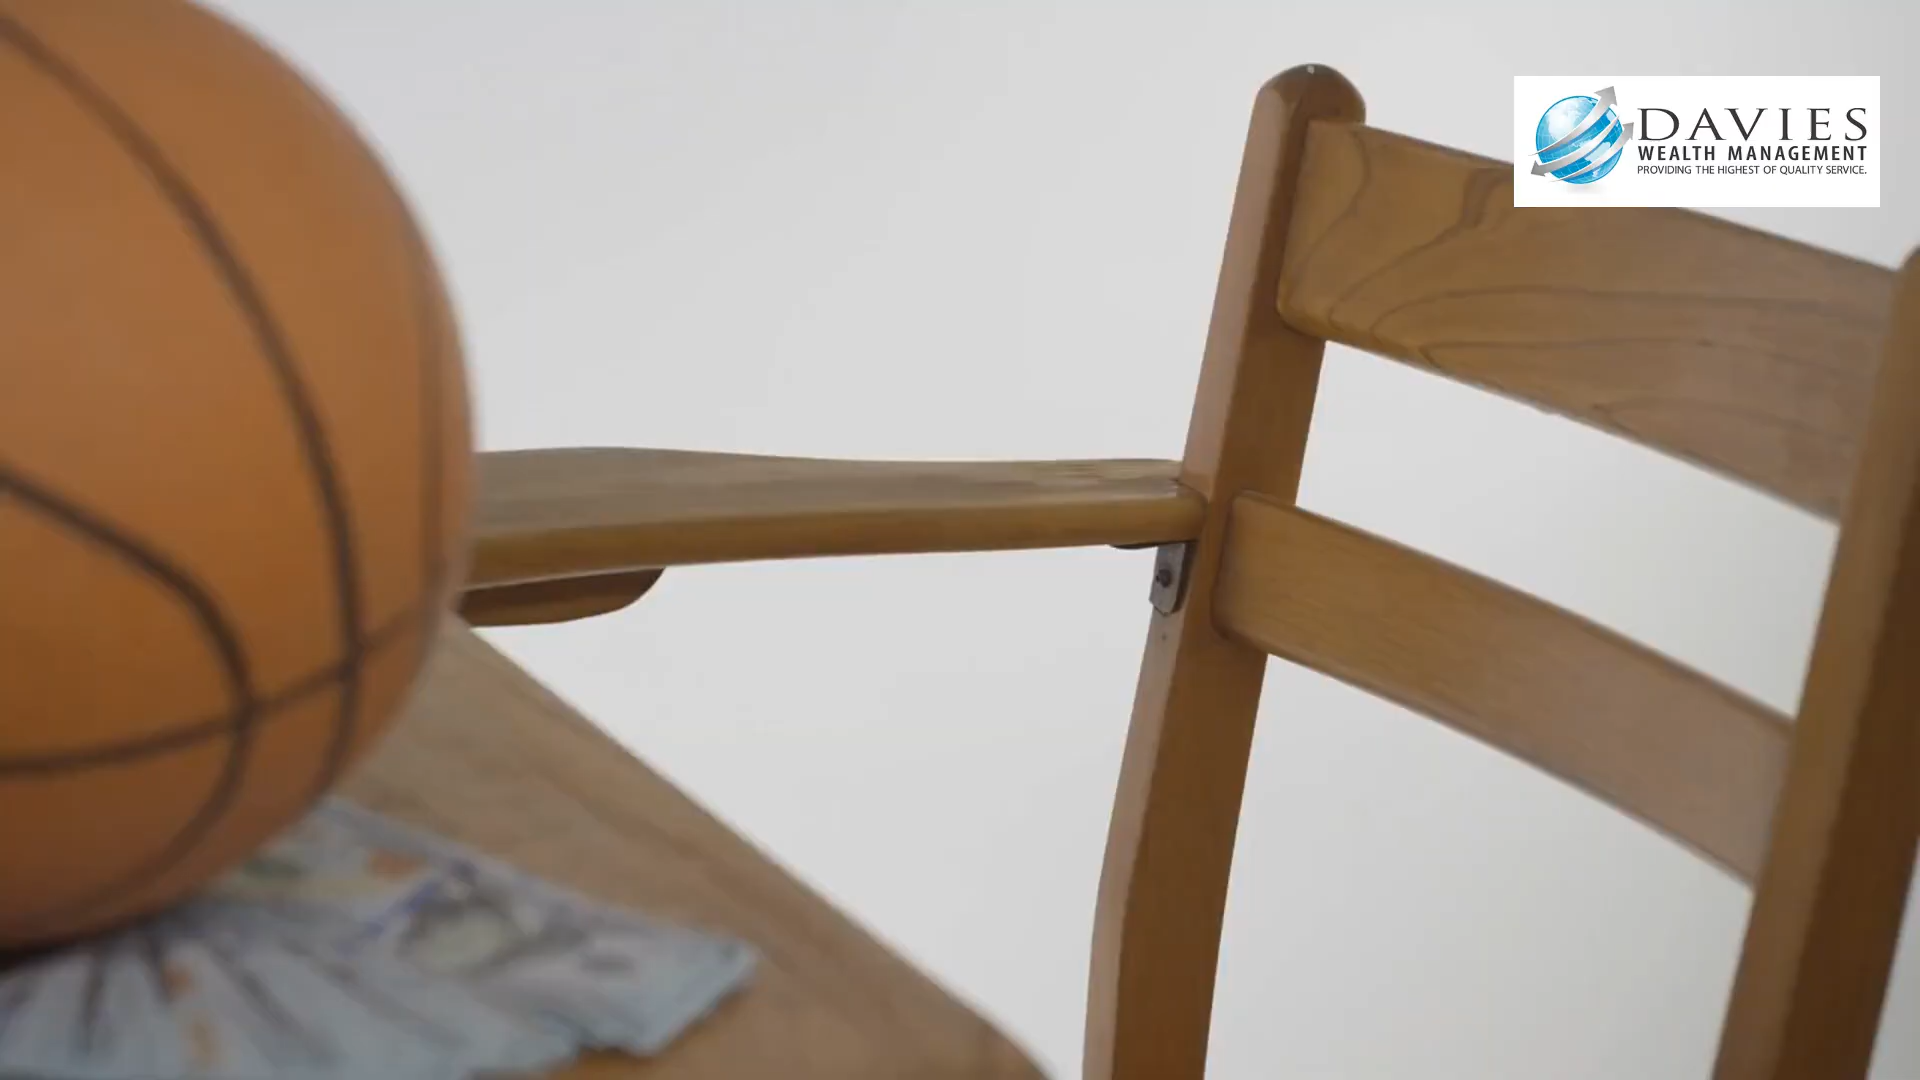 DAVIES
WEALTH MANAGEMENT
PROVIDING THE HIGHEST OF QUALITY SERVICE.